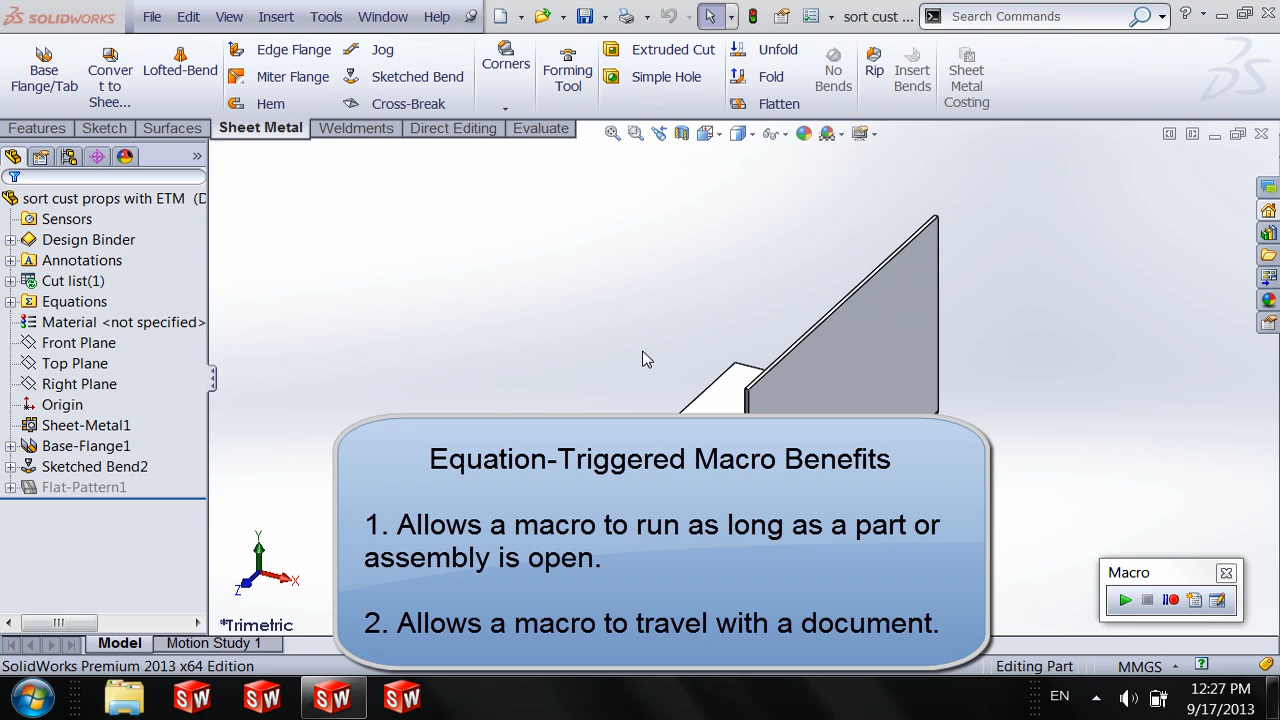 SOLIDWORKS
File Edit View Insert Tools Window Help
sort cust ...
Search Commands
?
Base Flange/Tab
Conver t to Shee...
Lofted-Bend
Edge Flange
Miter Flange
Hem
Jog
Sketched Bend
Cross-Break
Corners
Forming Tool
Extruded Cut
Simple Hole
Unfold
Fold
Flatten
No Bends
Rip
Insert Bends
Sheet Metal Costing
Features Sketch Surfaces Sheet Metal Weldments Direct Editing Evaluate
sort cust props with ETM (D
Sensors
Design Binder
Annotations
Cut list(1)
Equations
Material <not specified>
Front Plane
Top Plane
Right Plane
Origin
Sheet-Metal1
Base-Flange1
Sketched Bend2
Flat-Pattern1
Y
X
Z
*Trimetric
Equation-Triggered Macro Benefits
1. Allows a macro to run as long as a part or
assembly is open.
2. Allows a macro to travel with a document.
Macro
Model Motion Study 1
SolidWorks Premium 2013 x64 Edition
Editing Part
MMGS
?
SW SW SW SW
EN
12:27 PM
9/17/2013